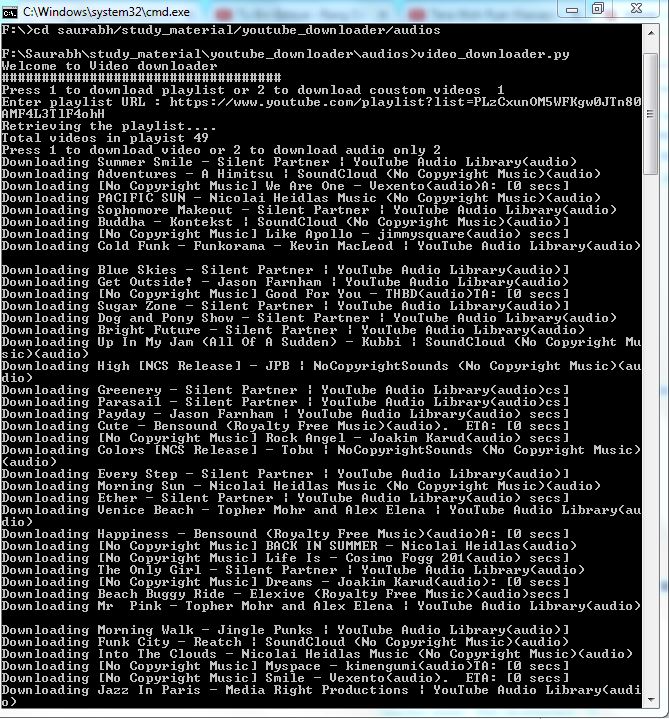 C:\Windows\system32\cmd.exe
F:\>cd saurabh/study_material/youtube_downloader/audios
F:\Saurabh\study_material\youtube_downloader\audios>video_downloader.py
Welcome to Video downloader
###################################
Press 1 to download playlist or 2 to download coustom videos  1
Enter playlist URL : https://www.youtube.com/playlist?list=PLzCxunOM5WFKgw0JTn80
AMF4L3TlF4ohH
Retrieving the playlist....
Total videos in playist 49
Press 1 to download video or 2 to download audio only 2
Downloading Summer Smile - Silent Partner ¦ YouTube Audio Library(audio)
Downloading Adventures - A Himitsu ¦ SoundCloud (No Copyright Music)(audio)
Downloading [No Copyright Music] We Are One - Vexento(audio)A: [0 secs]
Downloading PACIFIC SUN - Nicolai Heidlas Music (No Copyright Music)(audio)
Downloading Sophomore Makeout - Silent Partner ¦ YouTube Audio Library(audio)
Downloading Buddha - Kontekst ¦ SoundCloud (No Copyright Music)(audio)]
Downloading [No Copyright Music] Like Apollo - jimmysquare(audio) secs]
Downloading Cold Funk - Funkorama - Kevin MacLeod ¦ YouTube Audio Library(audio)
Downloading Blue Skies - Silent Partner ¦ YouTube Audio Library(audio)]
Downloading Get Outside! - Jason Farnham ¦ YouTube Audio Library(audio)
Downloading [No Copyright Music] Good For You - THBD(audio)TA: [0 secs]
Downloading Sugar Zone - Silent Partner ¦ YouTube Audio Library(audio)
Downloading Dog and Pony Show - Silent Partner ¦ YouTube Audio Library(audio)
Downloading Bright Future - Silent Partner ¦ YouTube Audio Library(audio)
Downloading Up In My Jam (All Of A Sudden) - Kubbi ¦ SoundCloud (No Copyright Mu
sic)(audio)
Downloading High [NCS Release] - JPB ¦ NoCopyrightSounds (No Copyright Music)(au
dio)
Downloading Greenery - Silent Partner ¦ YouTube Audio Library(audio)cs]
Downloading Parasail - Silent Partner ¦ YouTube Audio Library(audio)cs]
Downloading Payday - Jason Farnham ¦ YouTube Audio Library(audio) secs]
Downloading Cute - Bensound (Royalty Free Music)(audio).  ETA: [0 secs]
Downloading [No Copyright Music] Rock Angel - Joakim Karud(audio) secs]
Downloading Colors [NCS Release] - Tobu ¦ NoCopyrightSounds (No Copyright Music)
(audio)
Downloading Every Step - Silent Partner ¦ YouTube Audio Library(audio)]
Downloading Morning Sun - Nicolai Heidlas Music (No Copyright Music)(audio)
Downloading Ether - Silent Partner ¦ YouTube Audio Library(audio) secs]
Downloading Venice Beach - Topher Mohr and Alex Elena ¦ YouTube Audio Library(au
dio)
Downloading Happiness - Bensound (Royalty Free Music)(audio)A: [0 secs]
Downloading [No Copyright Music] BACK IN SUMMER - Nicolai Heidlas(audio)
Downloading [No Copyright Music] Life Is - Cosimo Fogg 201(audio) secs]
Downloading The Only Girl - Silent Partner ¦ YouTube Audio Library(audio)
Downloading [No Copyright Music] Dreams - Joakim Karud(audio): [0 secs]
Downloading Beach Buggy Ride - Elexive (Royalty Free Music)(audio)secs]
Downloading Mr  Pink - Topher Mohr and Alex Elena ¦ YouTube Audio Library(audio)
Downloading Morning Walk - Jingle Punks ¦ YouTube Audio Library(audio)]
Downloading Funk City - Reatch ¦ SoundCloud (No Copyright Music)(audio)
Downloading Into The Clouds - Nicolai Heidlas Music (No Copyright Music)(audio)
Downloading [No Copyright Music] Myspace - kimengumi(audio)TA: [0 secs]
Downloading [No Copyright Music] Smile - Vexento(audio).  ETA: [0 secs]
Downloading Jazz In Paris - Media Right Productions ¦ YouTube Audio Library(audi
o)